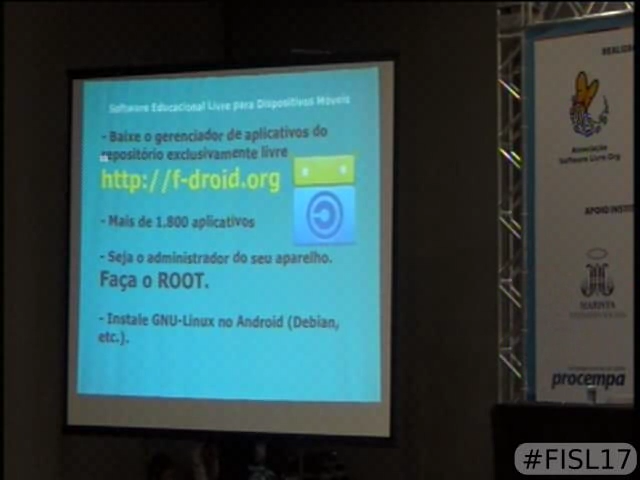 Software Educacional Livre para Dispositivos Móveis
- Baixe o gerenciador de aplicativos do
repositório exclusivamente livre
http://f-droid.org
- Mais de 1.800 aplicativos
- Seja o administrador do seu aparelho.
Faça o ROOT.
- Instale GNU-Linux no Android (Debian,
etc.).
Associação
Software Livre.Org
MARISTA
procempa
#FISL17